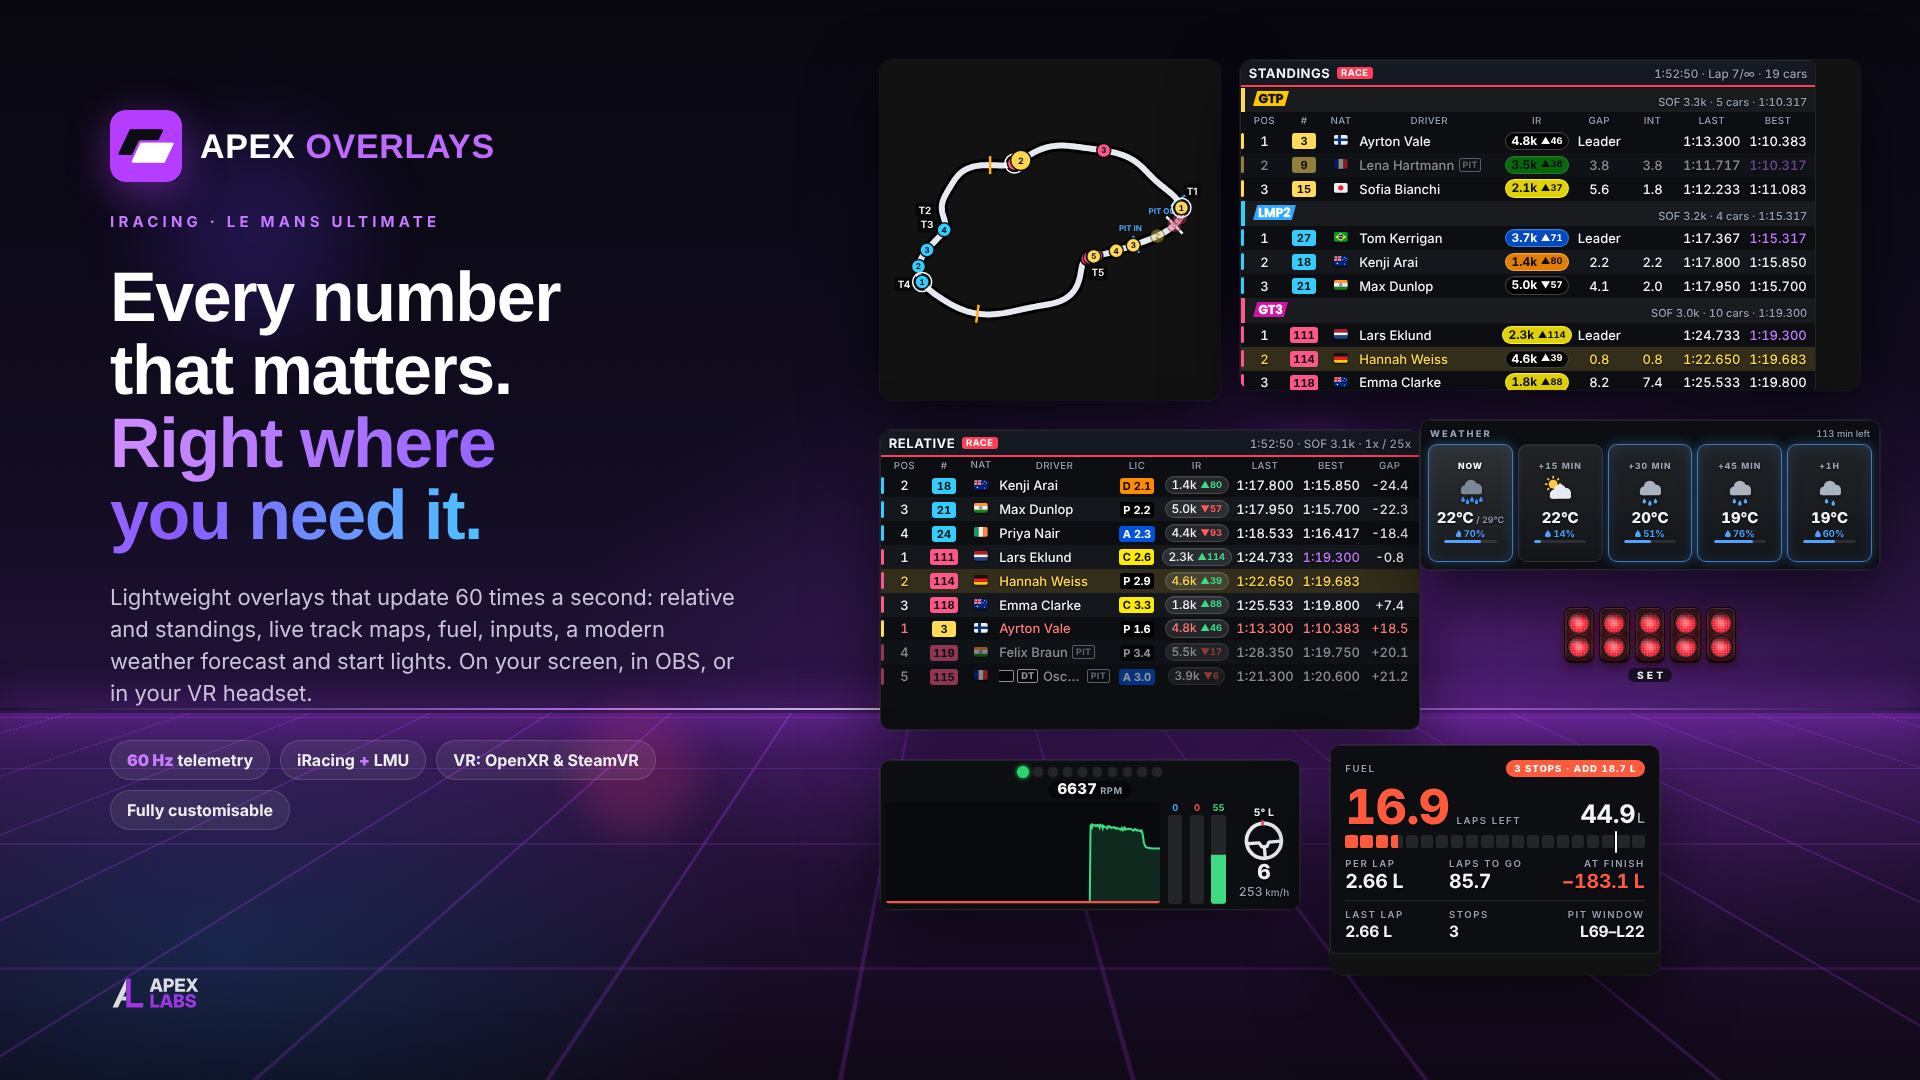 APEX OVERLAYS
IRACING · LE MANS ULTIMATE
Every number
that matters.
Right where
you need it.
Lightweight overlays that update 60 times a second: relative
and standings, live track maps, fuel, inputs, a modern
weather forecast and start lights. On your screen, in OBS, or
in your VR headset.
60 Hz telemetry
iRacing + LMU
VR: OpenXR & SteamVR
Fully customisable
APEX
LABS
2
3
T1
1
PIT
T2
T3
4
PIT IN
3
4
5
3
2
T4
1
T5
STANDINGS RACE 1:52:50 · Lap 7/∞ · 19 cars
GTP SOF 3.3k · 5 cars · 1:10.317
POS # NAT DRIVER IR GAP INT LAST BEST
1 3 Ayrton Vale 4.8k ▲46 Leader 1:13.300 1:10.383
2 9 Lena Hartmann PIT 3.5k ▲38 3.8 3.8 1:11.717 1:10.317
3 15 Sofia Bianchi 2.1k ▲37 5.6 1.8 1:12.233 1:11.083
LMP2 SOF 3.2k · 4 cars · 1:15.317
1 27 Tom Kerrigan 3.7k ▲71 Leader 1:17.367 1:15.317
2 18 Kenji Arai 1.4k ▲80 2.2 2.2 1:17.800 1:15.850
3 21 Max Dunlop 5.0k ▼57 4.1 2.0 1:17.950 1:15.700
GT3 SOF 3.0k · 10 cars · 1:19.300
1 111 Lars Eklund 2.3k ▲114 Leader 1:24.733 1:19.300
2 114 Hannah Weiss 4.6k ▲39 0.8 0.8 1:22.650 1:19.683
3 118 Emma Clarke 1.8k ▲88 8.2 7.4 1:25.533 1:19.800
RELATIVE RACE 1:52:50 · SOF 3.1k · 1x / 25x
POS # NAT DRIVER LIC IR LAST BEST GAP
2 18 Kenji Arai D 2.1 1.4k ▲80 1:17.800 1:15.850 -24.4
3 21 Max Dunlop P 2.2 5.0k ▼57 1:17.950 1:15.700 -22.3
4 24 Priya Nair A 2.3 4.4k ▼93 1:18.533 1:16.417 -18.4
1 111 Lars Eklund C 2.6 2.3k ▲114 1:24.733 1:19.300 -0.8
2 114 Hannah Weiss P 2.9 4.6k ▲39 1:22.650 1:19.683
3 118 Emma Clarke C 3.3 1.8k ▲88 1:25.533 1:19.800 +7.4
1 3 Ayrton Vale P 1.6 4.8k ▲46 1:13.300 1:10.383 +18.5
4 119 Felix Braun PIT P 3.4 5.5k ▼17 1:28.350 1:19.750 +20.1
5 115 DT Osc... PIT A 3.0 3.9k ▼6 1:21.300 1:20.600 +21.2
WEATHER 113 min left
NOW +15 MIN +30 MIN +45 MIN +1H
22°C / 29°C 22°C 20°C 19°C 19°C
70% 14% 51% 76% 60%
SET
6637 RPM
0 0 55
5° L
6
253 km/h
FUEL 3 STOPS · ADD 18.7 L
16.9 LAPS LEFT 44.9 L
PER LAP LAPS TO GO AT FINISH
2.66 L 85.7 −183.1 L
LAST LAP STOPS PIT WINDOW
2.66 L 3 L69–L22